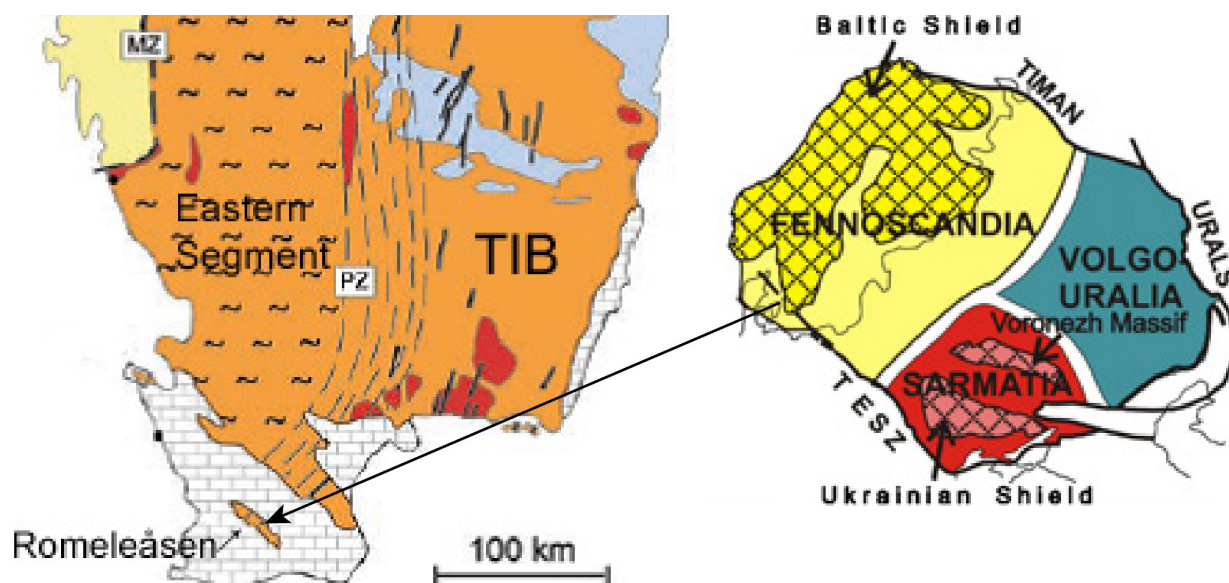 MZ
Eastern
Segment
PZ
TIB
Romeleåsen
100 km
Baltic Shield
TIMAN
FENNOSCANDIA
VOLGO-
URALIA
URALS
Voronezh Massif
SARMATIA
TESZ
Ukrainian Shield